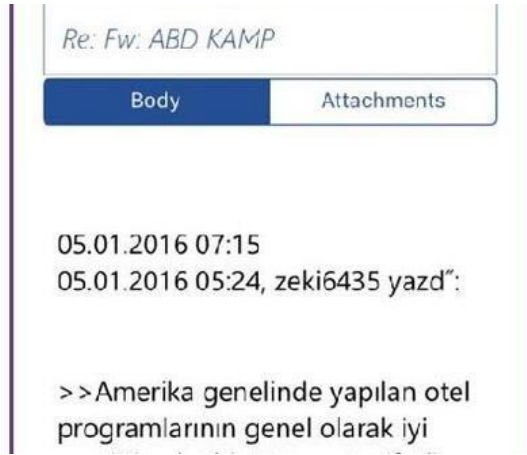 Re: Fw: ABD KAMP
Body
Attachments
05.01.2016 07:15
05.01.2016 05:24, zeki6435 yazd˝:
>>Amerika genelinde yapılan otel
programlarının genel olarak iyi